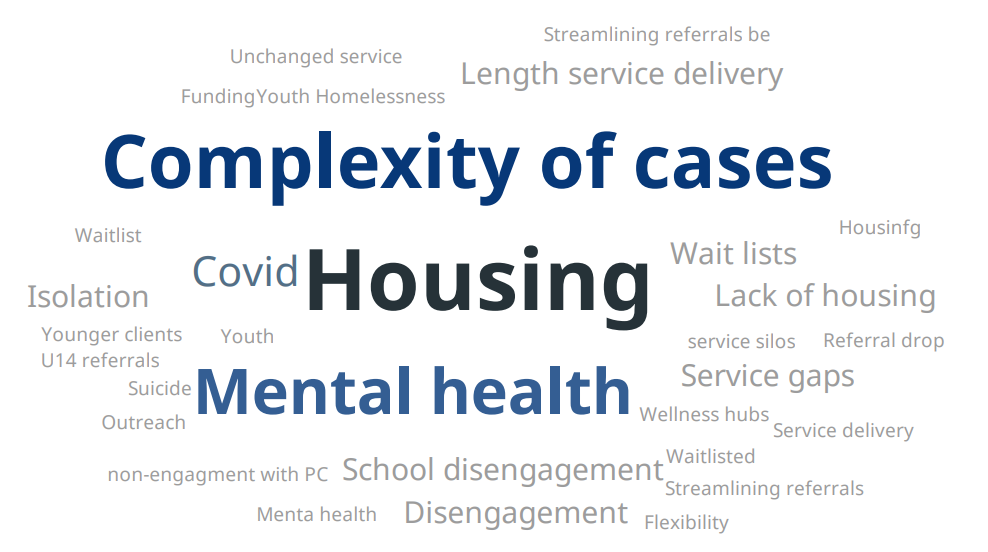 Streamlining referrals be
Unchanged service
Length service delivery
FundingYouth Homelessness
Complexity of cases
Housinfg
Waitlist
Wait lists
Covid
Housing
Isolation
Lack of housing
Younger clients
Youth
service silos
Referral drop
U14 referrals
Service gaps
Suicide
Mental health
Wellness hubs
Outreach
Service delivery
Waitlisted
School disengagement
non-engagment with PC
Streamlining referrals
Menta health
Disengagement
Flexibility